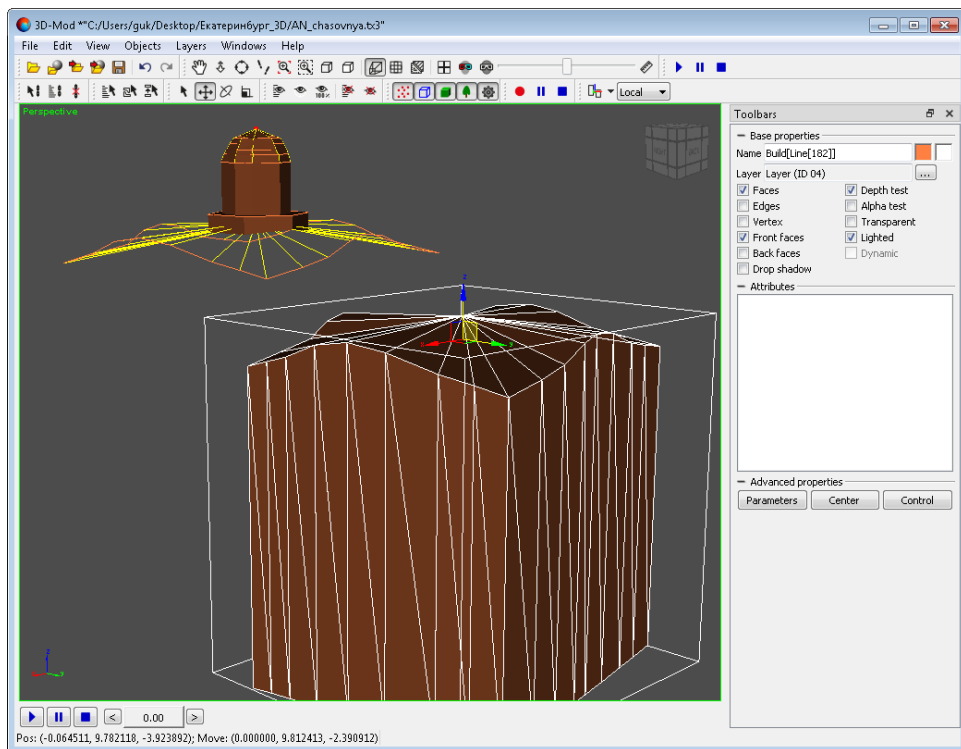 3D-Mod *"C:/Users/guk/Desktop/Екатеринбург_3D/AN_chasovnya.tx3"
File Edit View Objects Layers Windows Help
100%
Local
Perspective
Toolbars
Base properties
Name Build[Line[182]]
Layer Layer (ID 04) ...
Faces Depth test
Edges Alpha test
Vertex Transparent
Front faces Lighted
Back faces Dynamic
Drop shadow
Attributes
Advanced properties
Parameters Center Control
z
x y
z
x y
< 0.00 >
Pos: (-0.064511, 9.782118, -3.923892); Move: (0.000000, 9.812413, -2.390912)